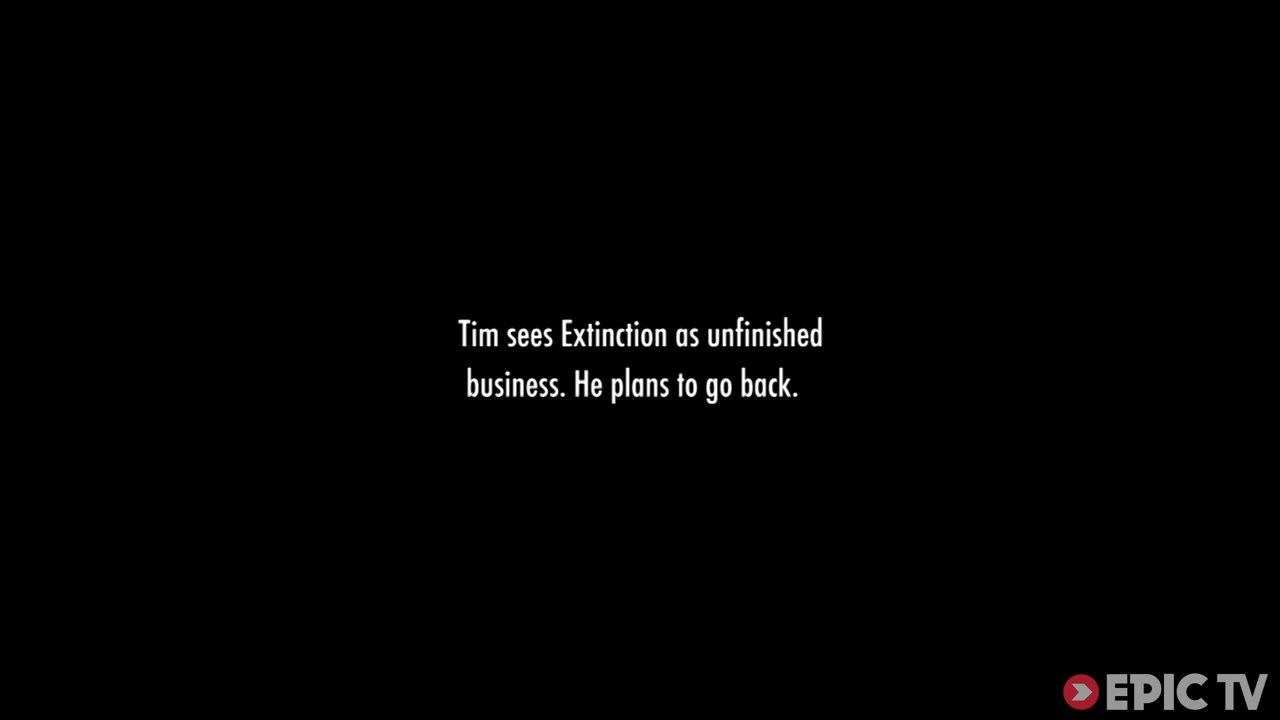 Tim sees Extinction as unfinished
business. He plans to go back.
EPIC TV